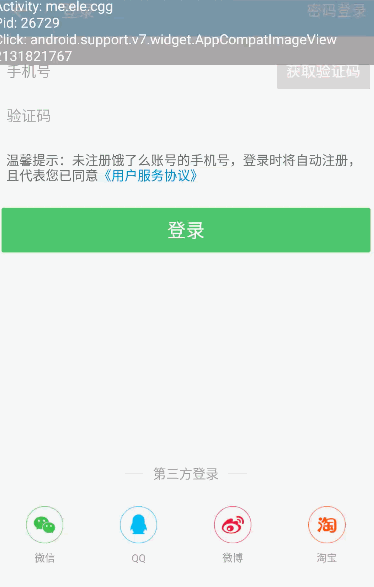 Activity: me.ele.cgg
登录
密码登录
Pid: 26729
Click: android.support.v7.widget.AppCompatImageView
2131821767
手机号
获取验证码
验证码
温馨提示：未注册饿了么账号的手机号，登录时将自动注册，
且代表您已同意《用户服务协议》
登录
第三方登录
微信
QQ
微博
淘宝